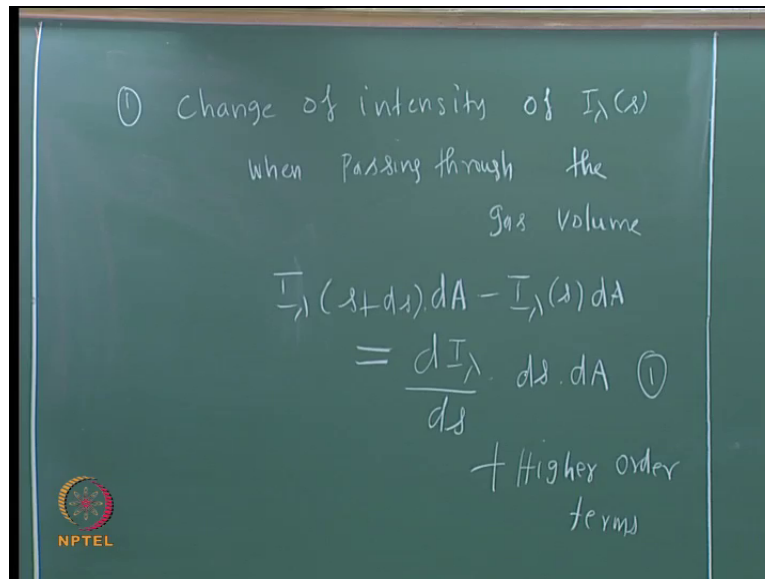 ① Change of intensity of Iλ(s)
when Passing through the
gas volume
Iλ(s+ds).dA − Iλ(s)dA
= dIλ/ds . ds.dA ①
+ Higher order
terms
NPTEL